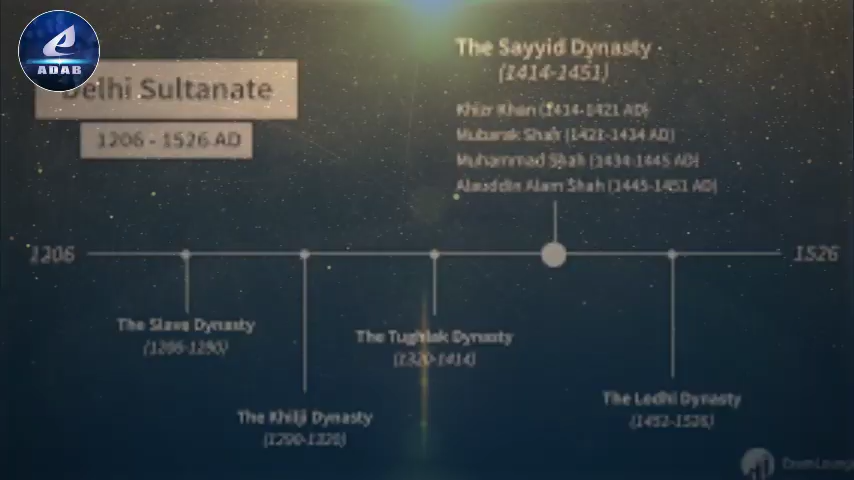 ADAB
Delhi Sultanate
1206 - 1526 AD
The Sayyid Dynasty
(1414-1451)
Khizr Khan (1414-1421 AD)
Mubarak Shah (1421-1434 AD)
Muhammad Shah (1434-1445 AD)
Alauddin Alam Shah (1445-1451 AD)
1206
1526
The Slave Dynasty
(1206-1290)
The Tughlak Dynasty
(1320-1414)
The Khilji Dynasty
(1290-1320)
The Lodhi Dynasty
(1451-1526)